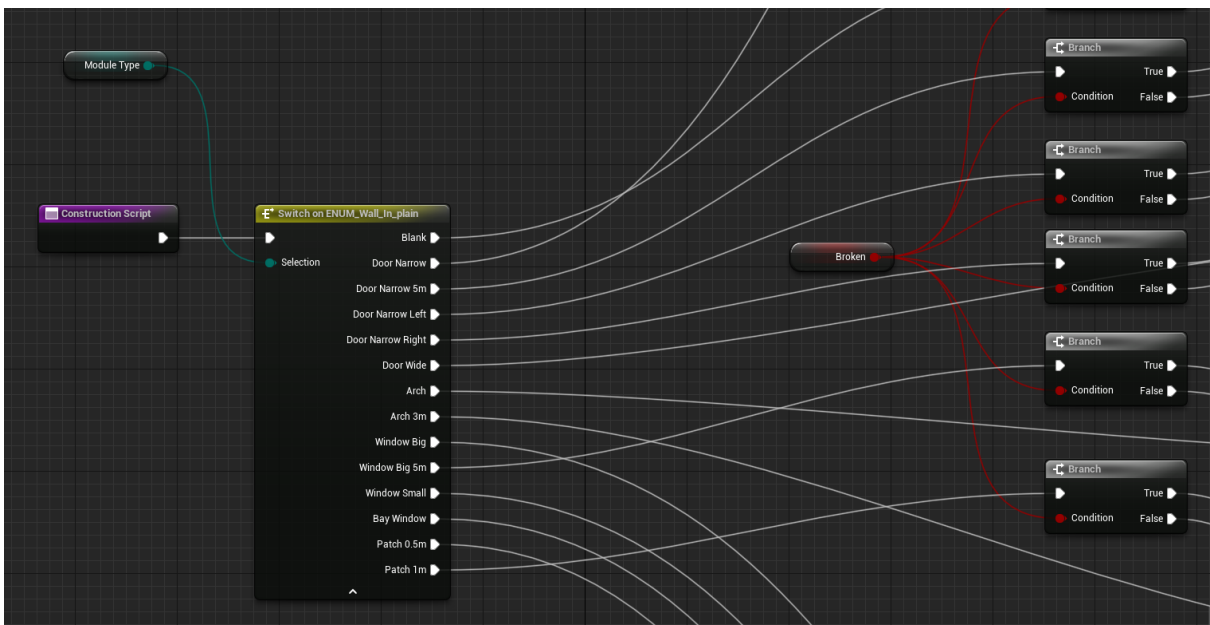 Module Type
Construction Script
Switch on ENUM_Wall_In_plain
Selection
Blank
Door Narrow
Door Narrow 5m
Door Narrow Left
Door Narrow Right
Door Wide
Arch
Arch 3m
Window Big
Window Big 5m
Window Small
Bay Window
Patch 0.5m
Patch 1m
Broken
Branch
True
Condition False
Branch
True
Condition False
Branch
True
Condition False
Branch
True
Condition False
Branch
True
Condition False